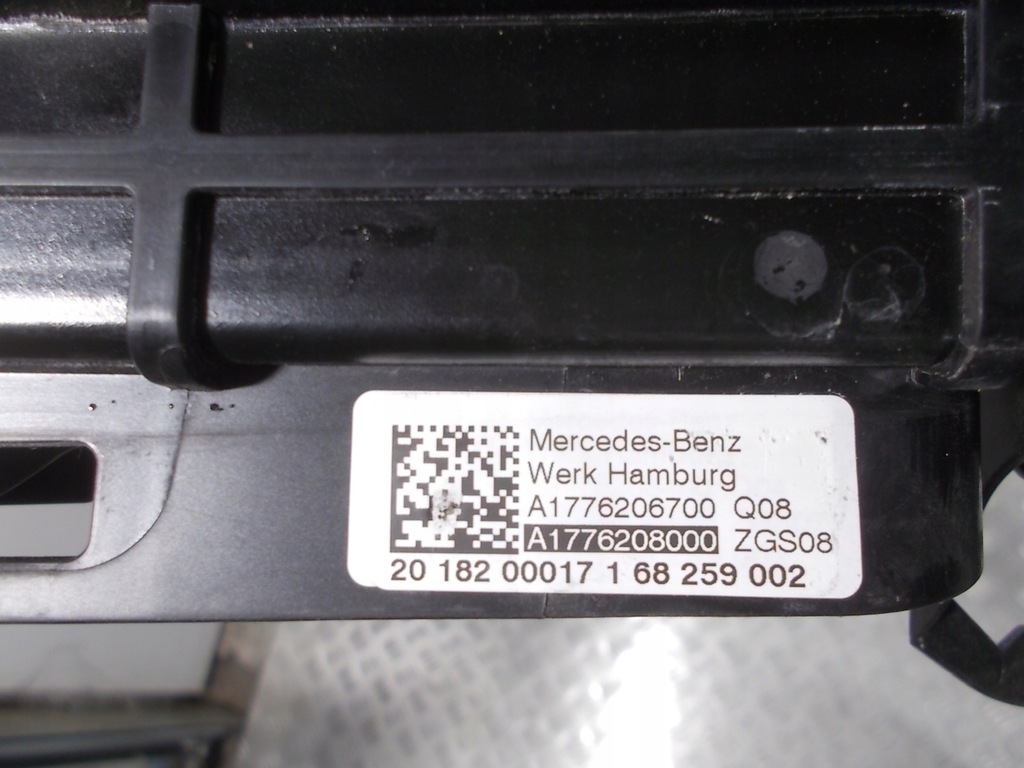 Mercedes-Benz
Werk Hamburg
A1776206700 Q08
A1776208000 ZGS08
20 182 00017 1 68 259 002